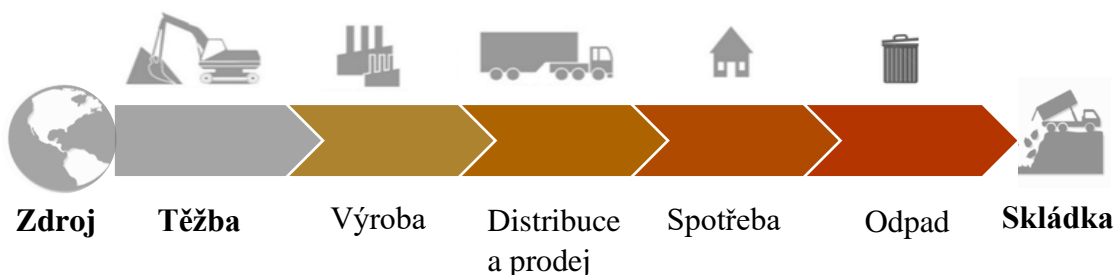 Zdroj
Těžba
Výroba
Distribuce
a prodej
Spotřeba
Odpad
Skládka